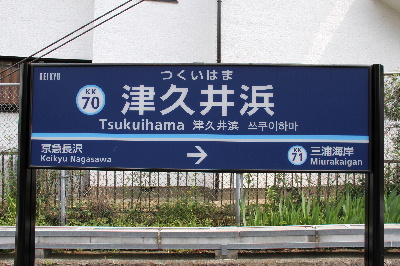 KEIKYU
つくいはま
KK
70
津久井浜
Tsukuihama 津久井浜 쓰쿠이하마
京急長沢
Keikyu Nagasawa
→
KK
71
三浦海岸
Miurakaigan